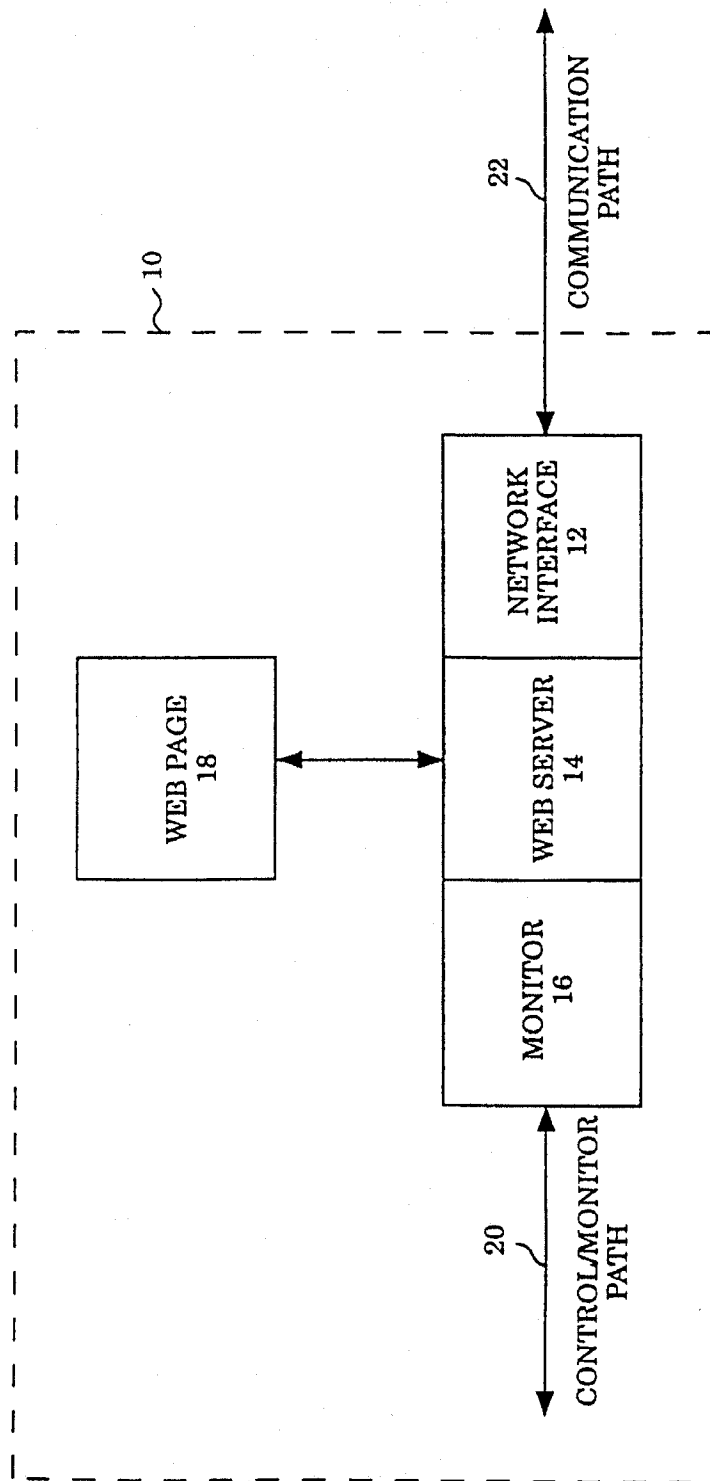 10
WEB PAGE
18
MONITOR
16
WEB SERVER
14
NETWORK
INTERFACE
12
20
CONTROL/MONITOR
PATH
22
COMMUNICATION
PATH